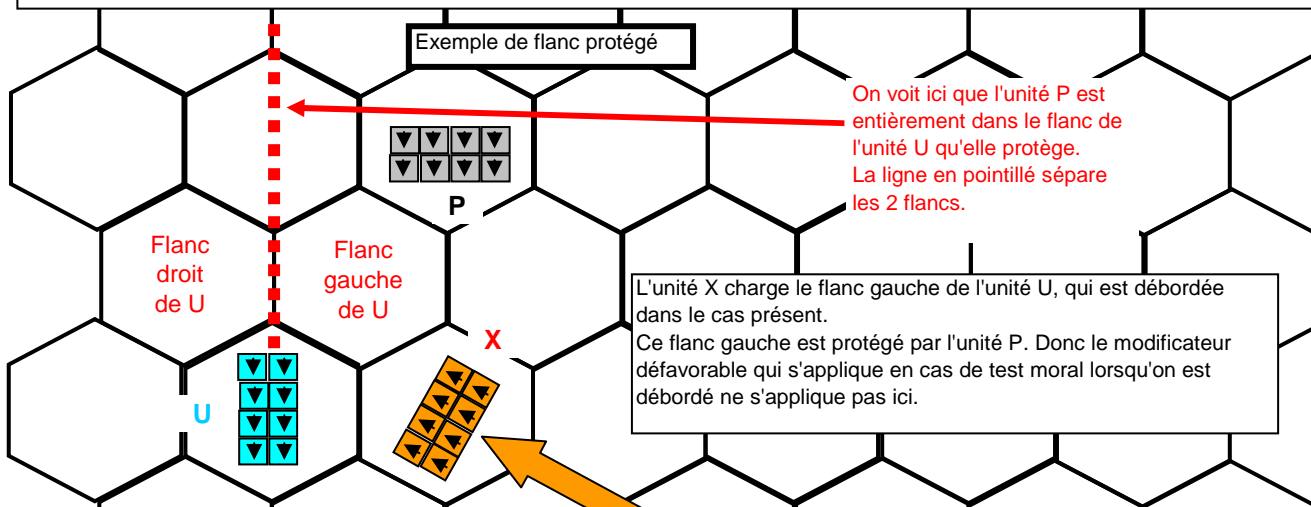 Exemple de flanc protégé
On voit ici que l'unité P est
entièrement dans le flanc de
l'unité U qu'elle protège.
La ligne en pointillé sépare
les 2 flancs.
P
Flanc
droit
de U
Flanc
gauche
de U
L'unité X charge le flanc gauche de l'unité U, qui est débordée
dans le cas présent.
Ce flanc gauche est protégé par l'unité P. Donc le modificateur
défavorable qui s'applique en cas de test moral lorsqu'on est
débordé ne s'applique pas ici.
X
U